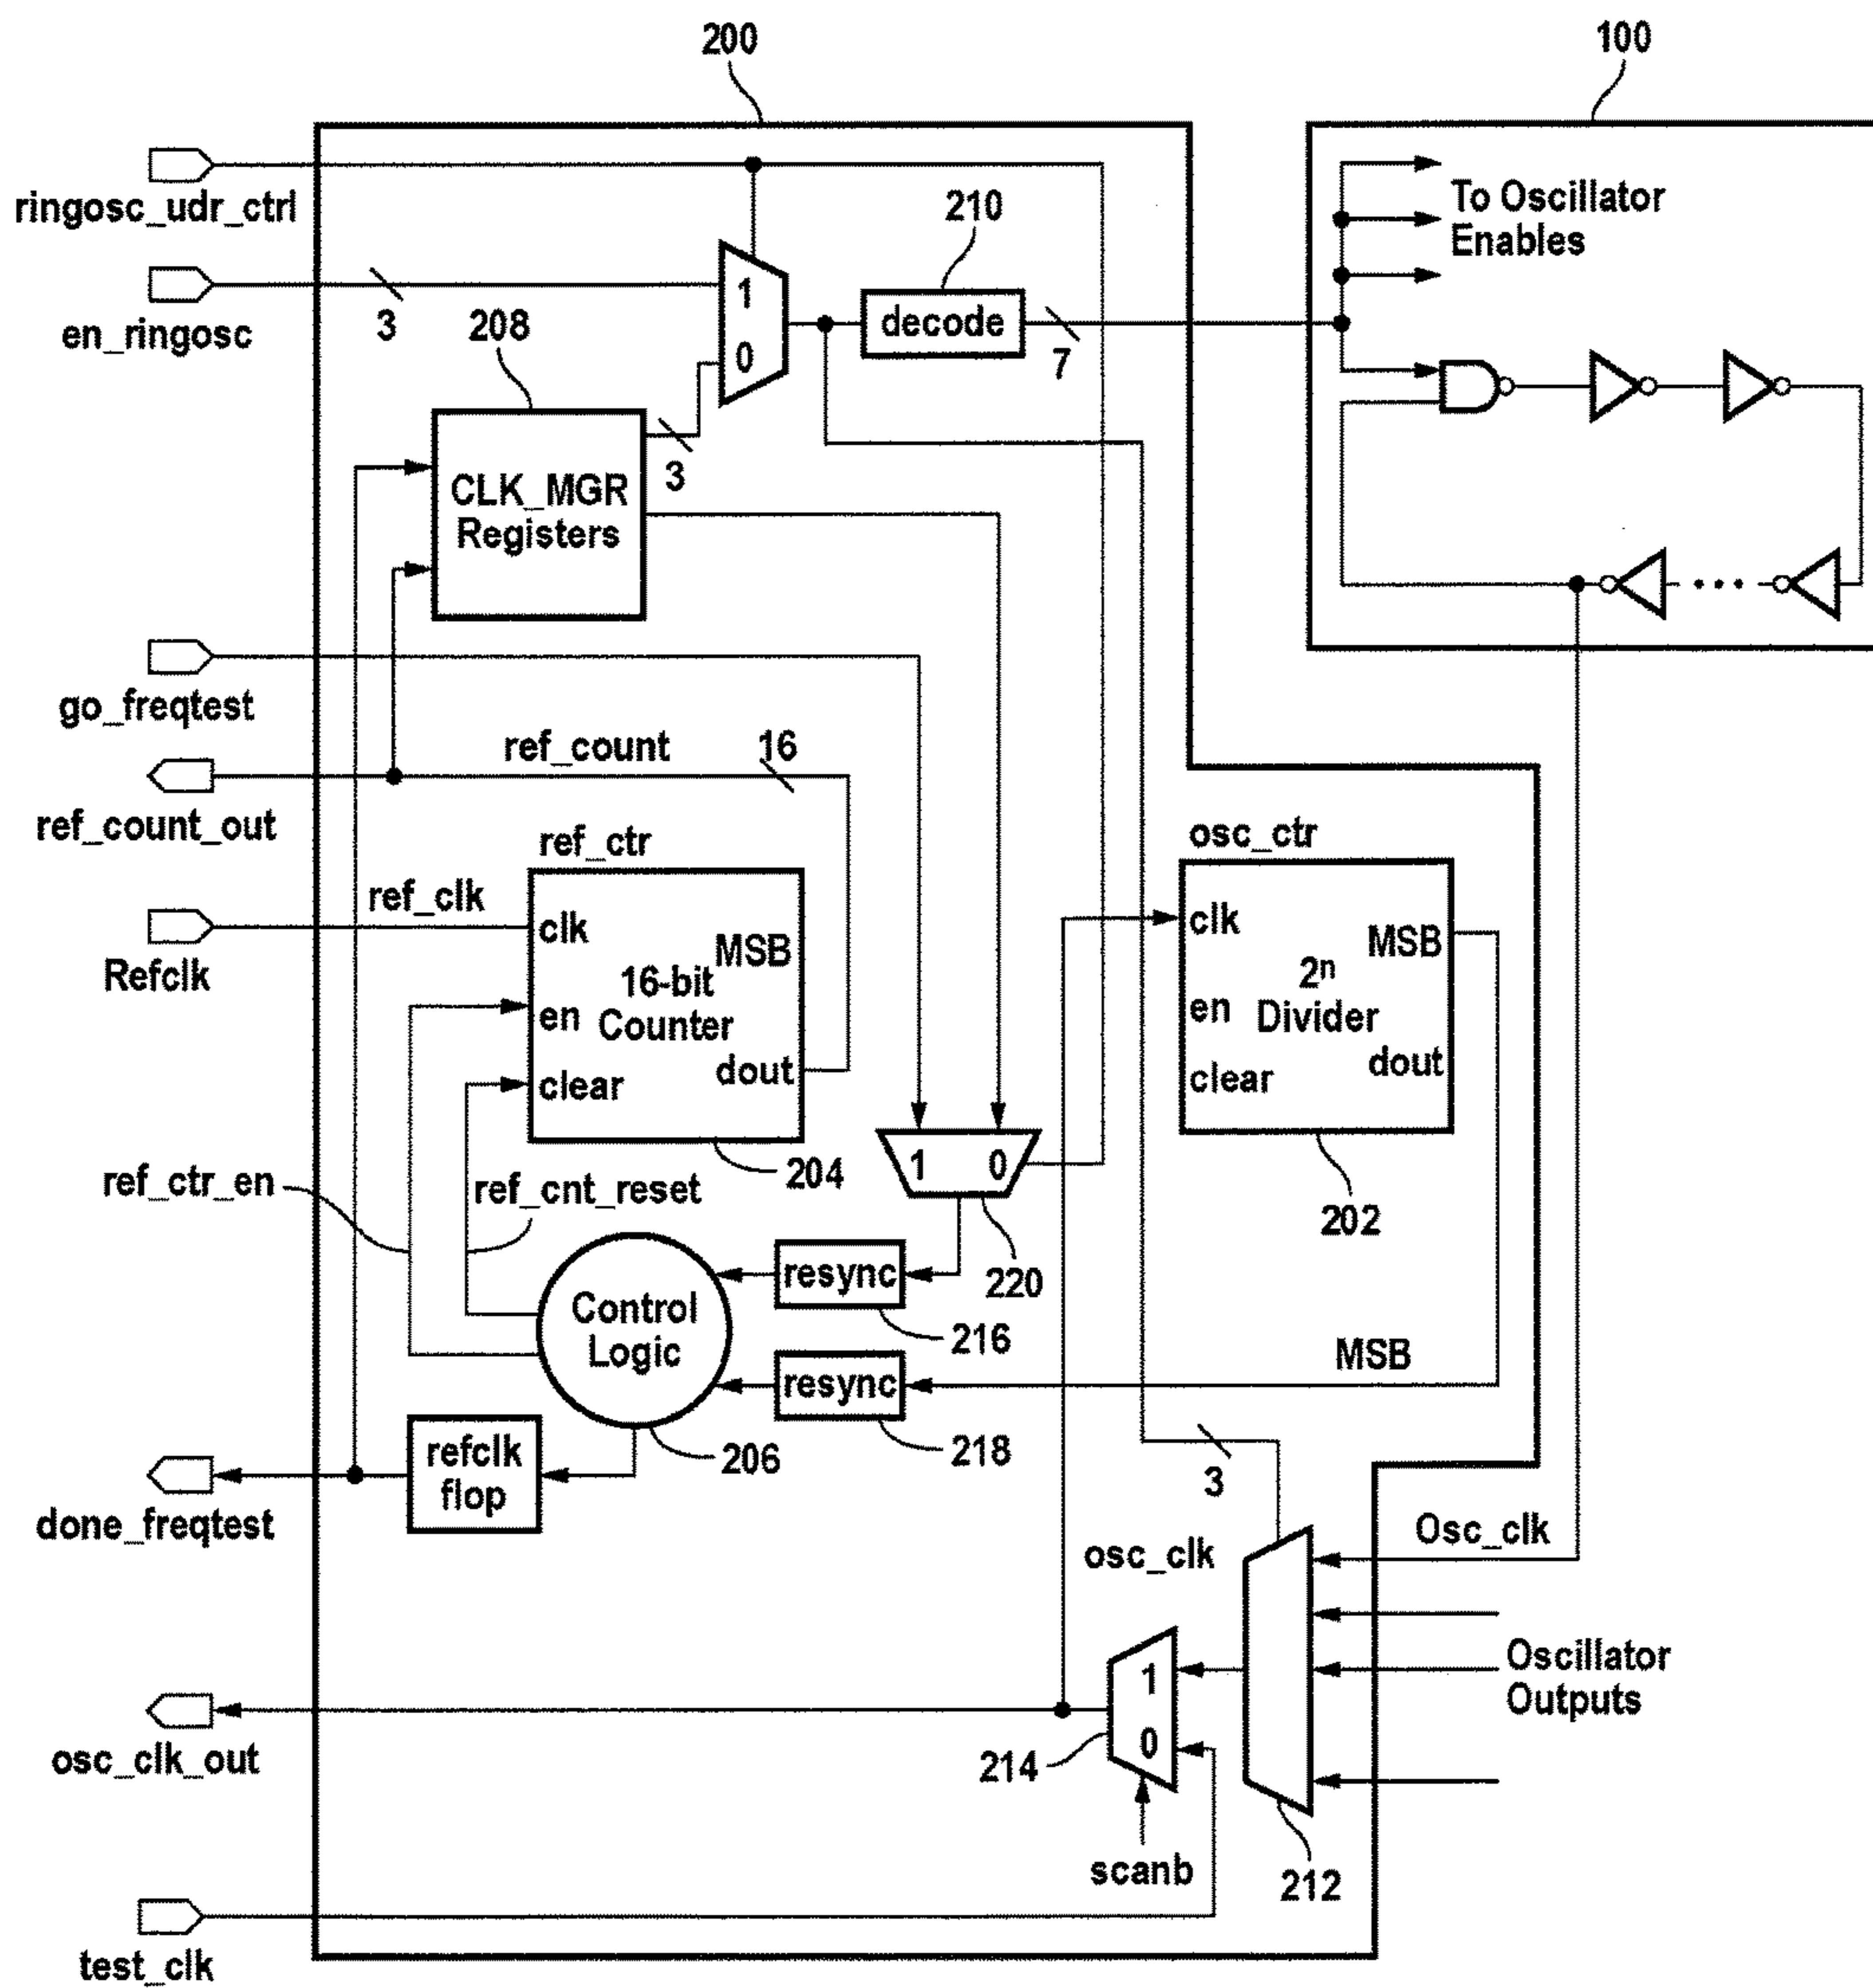 200
100
ringosc_udr_ctrl
To Oscillator
Enables
210
en_ringosc
3
208
1
0
decode
7
CLK_MGR
Registers
3
go_freqtest
ref_count
16
ref_count_out
ref_ctr
osc_ctr
ref_clk
Refclk
clk
MSB
16-bit
Counter
en
clear
dout
clk
MSB
2ⁿ
Divider
en
clear
dout
ref_ctr_en
ref_cnt_reset
204
1
0
202
220
Control
Logic
resync
216
MSB
resync
218
206
refclk
flop
done_freqtest
3
osc_clk
Osc_clk
1
0
Oscillator
Outputs
osc_clk_out
214
scanb
212
test_clk